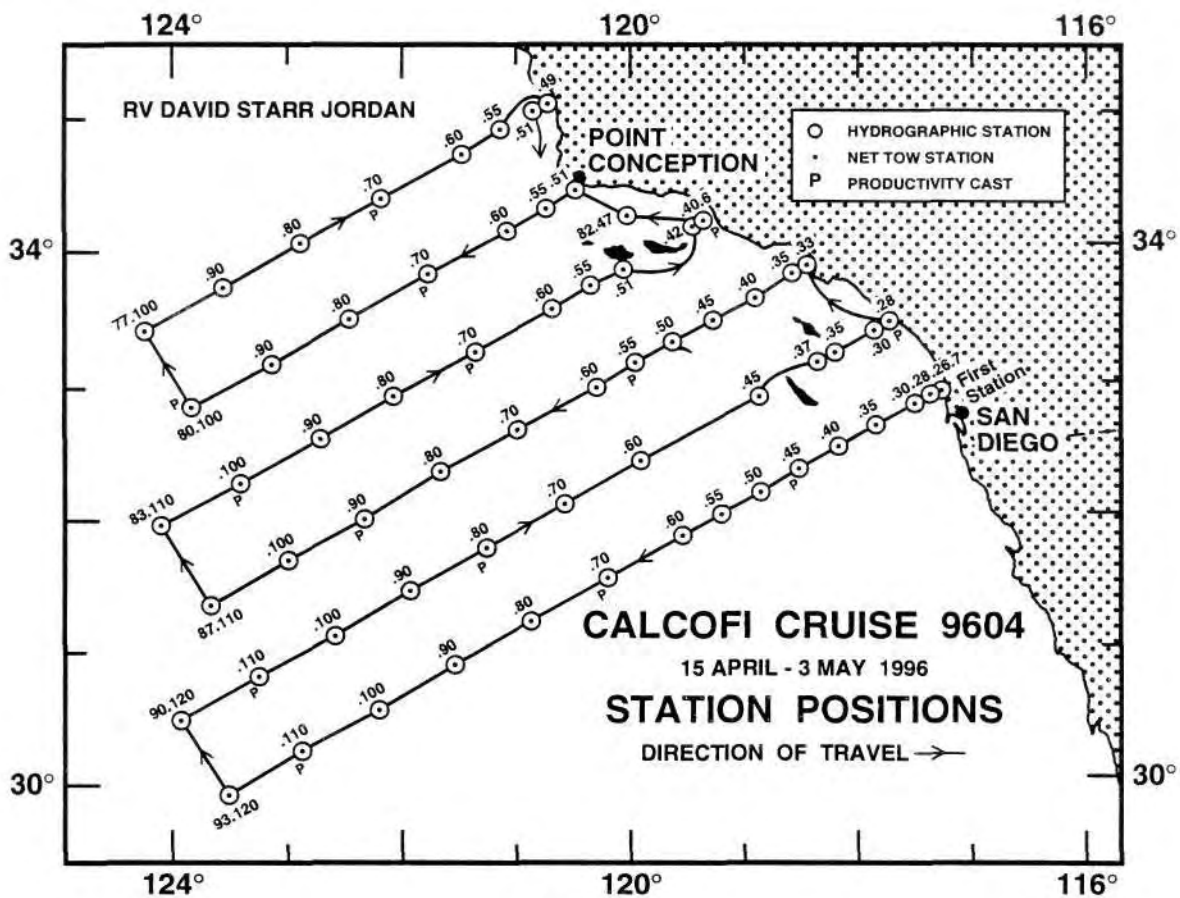 124° 120° 116°
RV DAVID STARR JORDAN
HYDROGRAPHIC STATION
NET TOW STATION
P PRODUCTIVITY CAST
POINT
CONCEPTION
77.100 .90 .80 .70 P .60 .55 .51 .49
34° 34°
80.100 P .90 .80 .70 P .60 .55 .51
82.47 .42 .40.6 P
83.110 .100 P .90 .80 .70 P .60 .55 .51
87.110 .100 .90 P .80 .70 .60 .55 P .50 .45 .40 .35 .33
90.120 .110 P .100 .90 .80 P .70 .60 .45 .37 .35 .30 .28 P
93.120 .110 P .100 .90 .80 .70 P .60 .55 .50 .45 P .40 .35 .30 .28 .26.7
First
Station
SAN
DIEGO
CALCOFI CRUISE 9604
15 APRIL - 3 MAY 1996
STATION POSITIONS
DIRECTION OF TRAVEL
30° 30°
124° 120° 116°